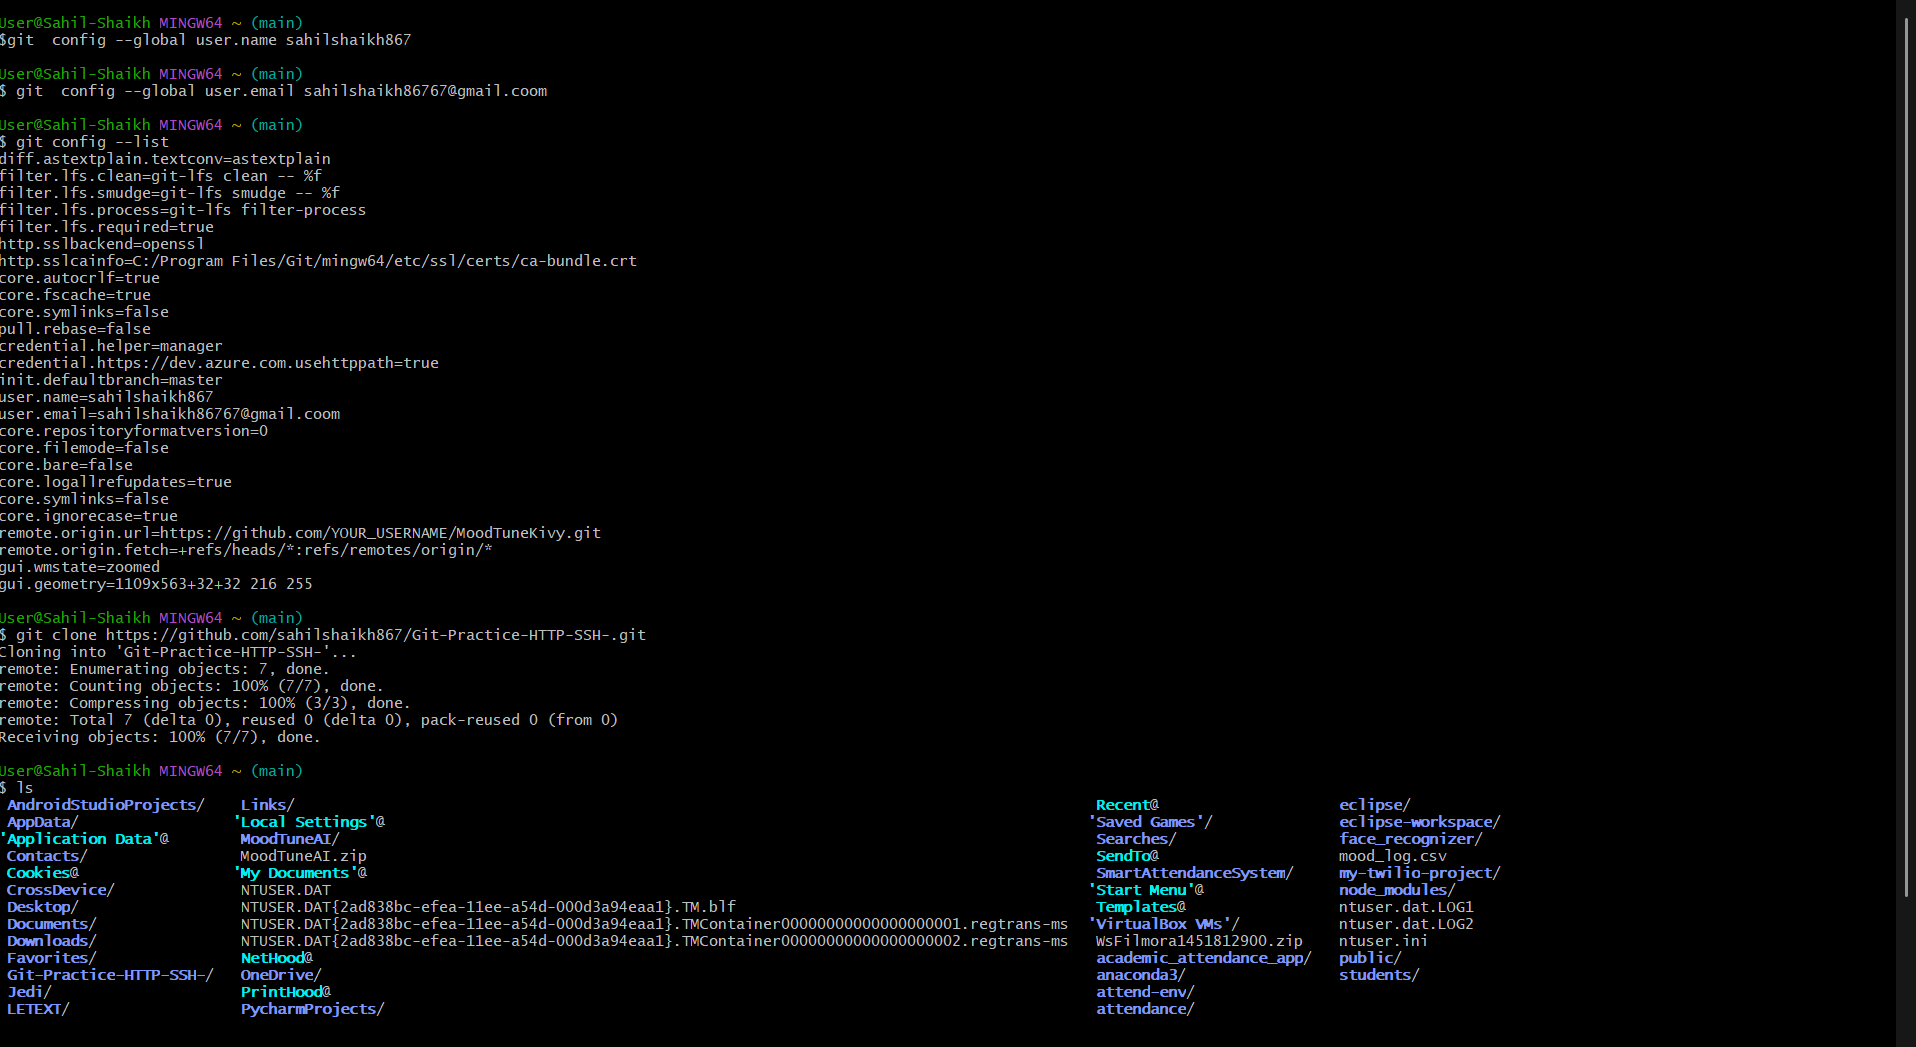 User@Sahil-Shaikh MINGW64 ~ (main)
$git  config --global user.name sahilshaikh867
User@Sahil-Shaikh MINGW64 ~ (main)
$ git  config --global user.email sahilshaikh86767@gmail.coom
User@Sahil-Shaikh MINGW64 ~ (main)
$ git config --list
diff.astextplain.textconv=astextplain
filter.lfs.clean=git-lfs clean -- %f
filter.lfs.smudge=git-lfs smudge -- %f
filter.lfs.process=git-lfs filter-process
filter.lfs.required=true
http.sslbackend=openssl
http.sslcainfo=C:/Program Files/Git/mingw64/etc/ssl/certs/ca-bundle.crt
core.autocrlf=true
core.fscache=true
core.symlinks=false
pull.rebase=false
credential.helper=manager
credential.https://dev.azure.com.usehttppath=true
init.defaultbranch=master
user.name=sahilshaikh867
user.email=sahilshaikh86767@gmail.coom
core.repositoryformatversion=0
core.filemode=false
core.bare=false
core.logallrefupdates=true
core.symlinks=false
core.ignorecase=true
remote.origin.url=https://github.com/YOUR_USERNAME/MoodTuneKivy.git
remote.origin.fetch=+refs/heads/*:refs/remotes/origin/*
gui.wmstate=zoomed
gui.geometry=1109x563+32+32 216 255
User@Sahil-Shaikh MINGW64 ~ (main)
$ git clone https://github.com/sahilshaikh867/Git-Practice-HTTP-SSH-.git
Cloning into 'Git-Practice-HTTP-SSH-'...
remote: Enumerating objects: 7, done.
remote: Counting objects: 100% (7/7), done.
remote: Compressing objects: 100% (3/3), done.
remote: Total 7 (delta 0), reused 0 (delta 0), pack-reused 0 (from 0)
Receiving objects: 100% (7/7), done.
User@Sahil-Shaikh MINGW64 ~ (main)
$ ls
AndroidStudioProjects/ Links/ Recent@ eclipse/
AppData/ 'Local Settings'@ 'Saved Games'/ eclipse-workspace/
'Application Data'@ MoodTuneAI/ Searches/ face_recognizer/
Contacts/ MoodTuneAI.zip SendTo@ mood_log.csv
Cookies@ 'My Documents'@ SmartAttendanceSystem/ my-twilio-project/
CrossDevice/ NTUSER.DAT 'Start Menu'@ node_modules/
Desktop/ NTUSER.DAT{2ad838bc-efea-11ee-a54d-000d3a94eaa1}.TM.blf Templates@ ntuser.dat.LOG1
Documents/ NTUSER.DAT{2ad838bc-efea-11ee-a54d-000d3a94eaa1}.TMContainer00000000000000000001.regtrans-ms 'VirtualBox VMs'/ ntuser.dat.LOG2
Downloads/ NTUSER.DAT{2ad838bc-efea-11ee-a54d-000d3a94eaa1}.TMContainer00000000000000000002.regtrans-ms WsFilmora1451812900.zip ntuser.ini
Favorites/ NetHood@ academic_attendance_app/ public/
Git-Practice-HTTP-SSH-/ OneDrive/ anaconda3/ students/
Jedi/ PrintHood@ attend-env/
LETEXT/ PycharmProjects/ attendance/